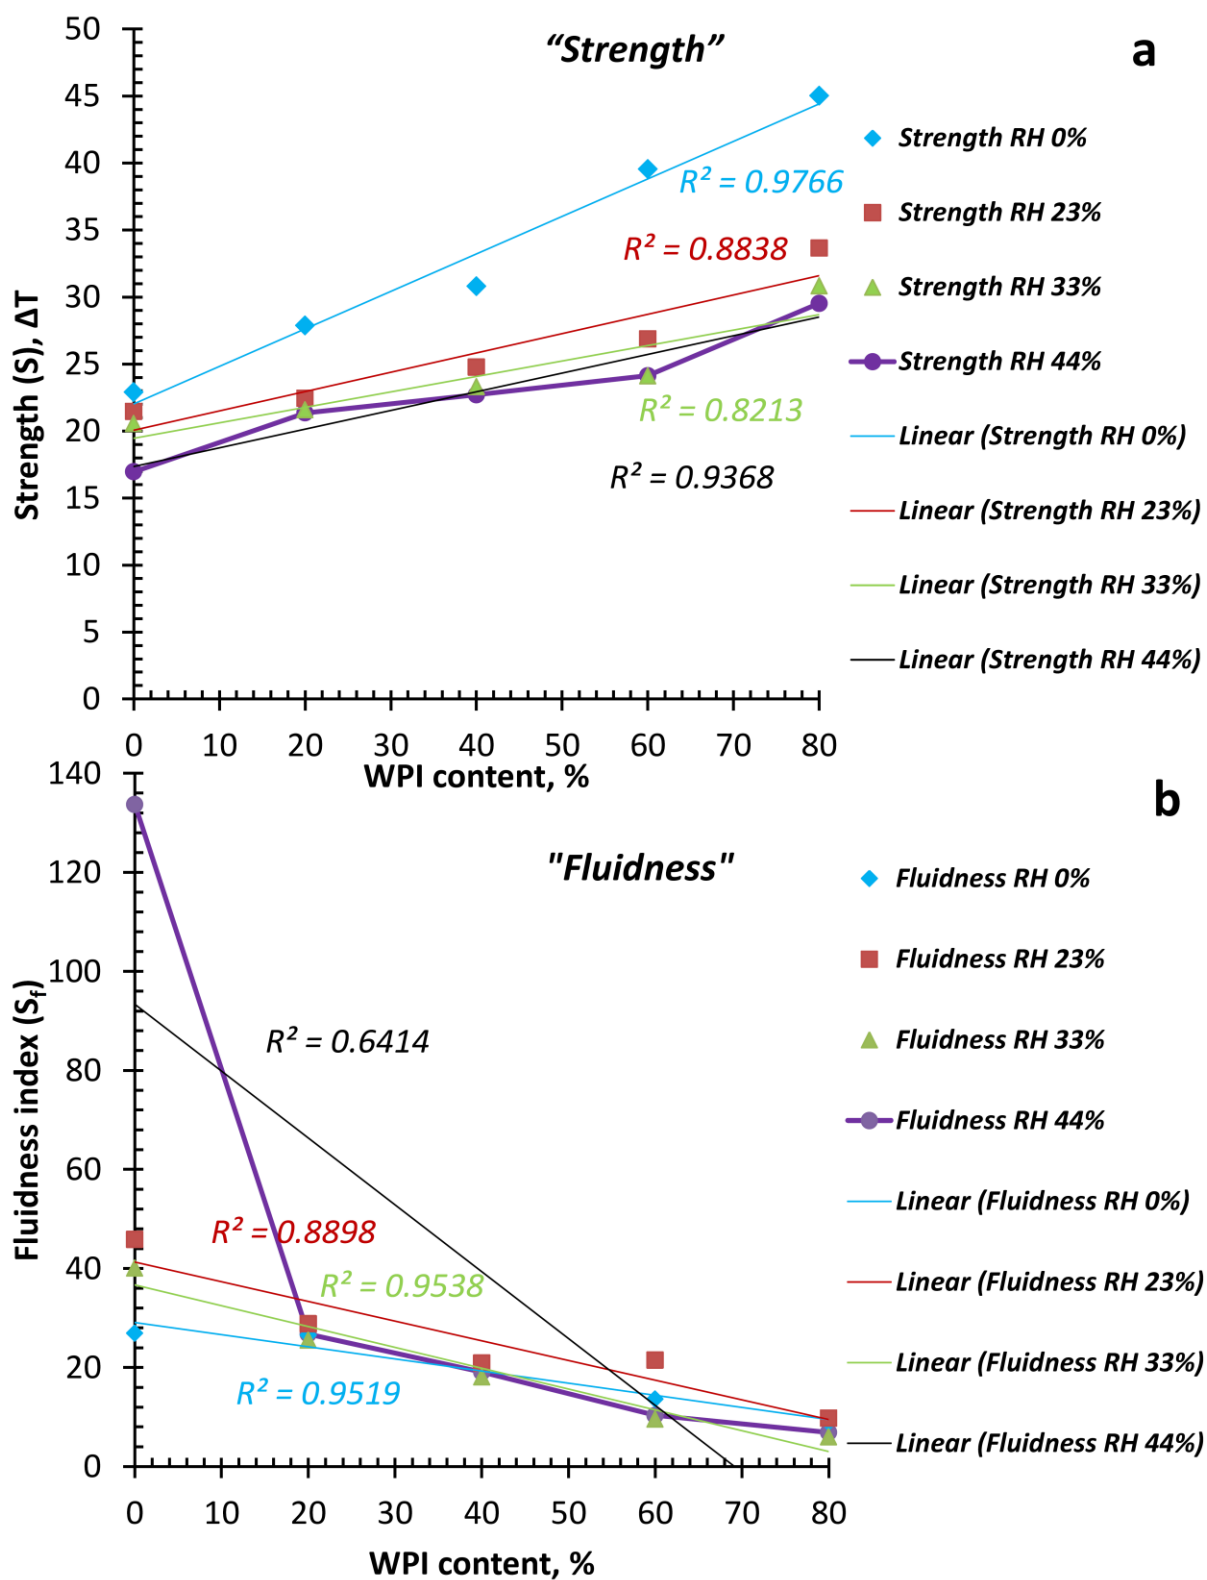 “Strength”
a
50
45
40
35
30
25
20
15
10
5
0
Strength (S), ΔT
R² = 0.9766
R² = 0.8838
R² = 0.8213
R² = 0.9368
Strength RH 0%
Strength RH 23%
Strength RH 33%
Strength RH 44%
Linear (Strength RH 0%)
Linear (Strength RH 23%)
Linear (Strength RH 33%)
Linear (Strength RH 44%)
0 10 20 30 40 50 60 70 80
WPI content, %
b
"Fluidness"
140
120
100
80
60
40
20
0
Fluidness index (Sf)
R² = 0.6414
R² = 0.8898
R² = 0.9538
R² = 0.9519
Fluidness RH 0%
Fluidness RH 23%
Fluidness RH 33%
Fluidness RH 44%
Linear (Fluidness RH 0%)
Linear (Fluidness RH 23%)
Linear (Fluidness RH 33%)
Linear (Fluidness RH 44%)
0 10 20 30 40 50 60 70 80
WPI content, %